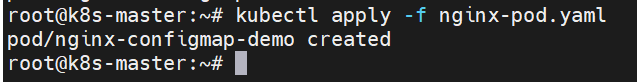 root@k8s-master:~# kubectl apply -f nginx-pod.yaml
pod/nginx-configmap-demo created
root@k8s-master:~#